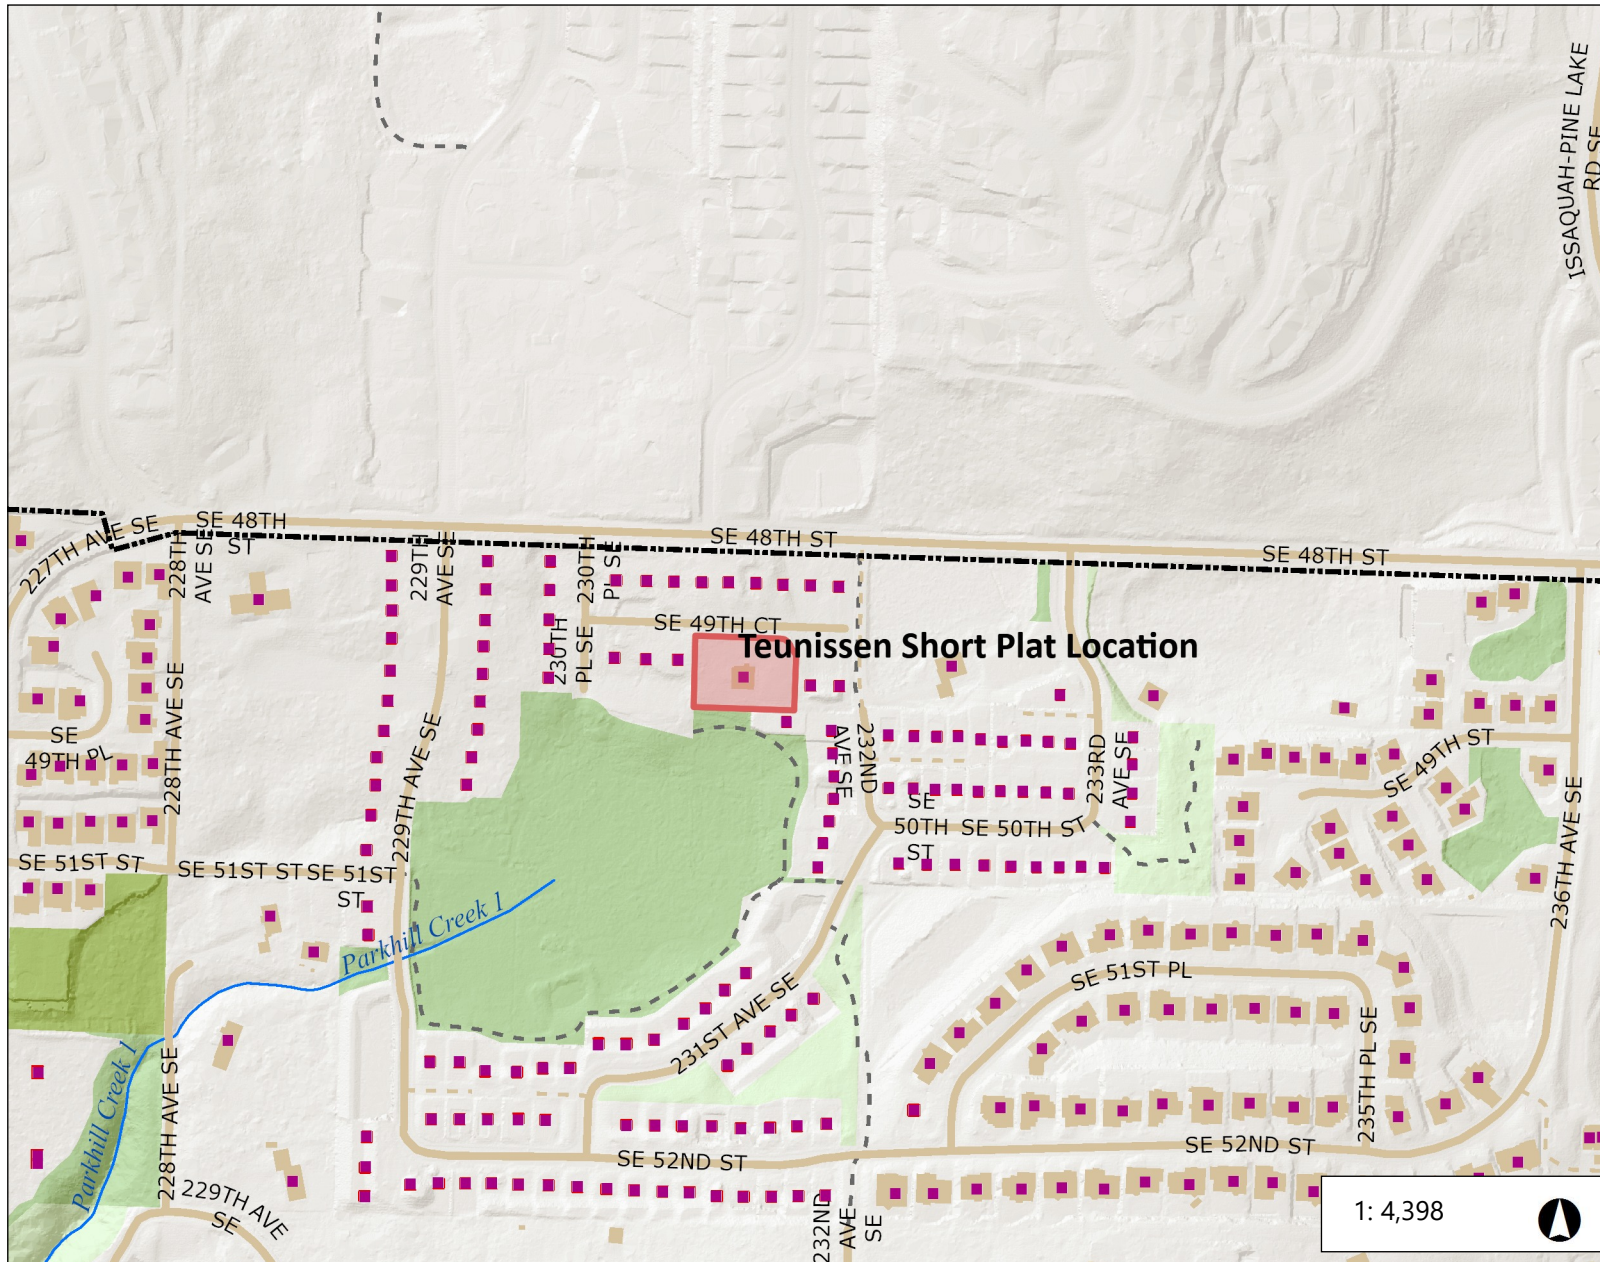 ISSAQUAH-PINE LAKE
RD SE
227TH AVE SE
SE 48TH
ST
SE 48TH ST
SE 48TH ST
228TH
AVE SE
229TH
AVE SE
230TH
PL SE
SE 49TH CT
230TH
PL SE
Teunissen Short Plat Location
SE
49TH PL
228TH AVE SE
229TH AVE SE
232ND
AVE SE
233RD
AVE SE
SE 49TH ST
SE
50TH
ST
SE 50TH ST
236TH AVE SE
SE 51ST ST
SE 51ST ST
SE 51ST
ST
Parkhill Creek 1
SE 51ST PL
231ST AVE SE
235TH PL SE
Parkhill Creek 1
228TH AVE SE
SE 52ND ST
SE 52ND ST
229TH AVE
SE
232ND
AVE
SE
1: 4,398